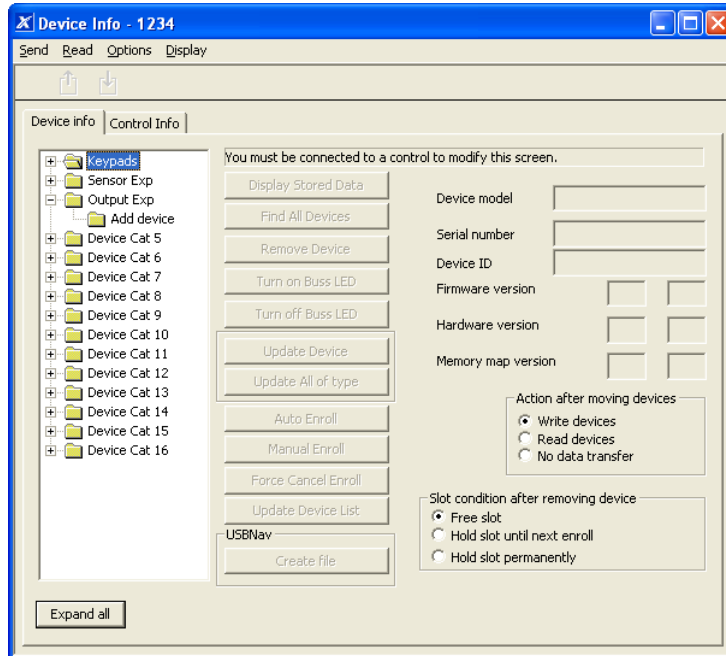 Device Info - 1234
Send Read Options Display
Device info Control Info
Keypads
Sensor Exp
Output Exp
Add device
Device Cat 5
Device Cat 6
Device Cat 7
Device Cat 8
Device Cat 9
Device Cat 10
Device Cat 11
Device Cat 12
Device Cat 13
Device Cat 14
Device Cat 15
Device Cat 16
Expand all
You must be connected to a control to modify this screen.
Display Stored Data
Find All Devices
Remove Device
Turn on Buss LED
Turn off Buss LED
Update Device
Update All of type
Auto Enroll
Manual Enroll
Force Cancel Enroll
Update Device List
USBNav
Create file
Device model
Serial number
Device ID
Firmware version
Hardware version
Memory map version
Action after moving devices
Write devices
Read devices
No data transfer
Slot condition after removing device
Free slot
Hold slot until next enroll
Hold slot permanently